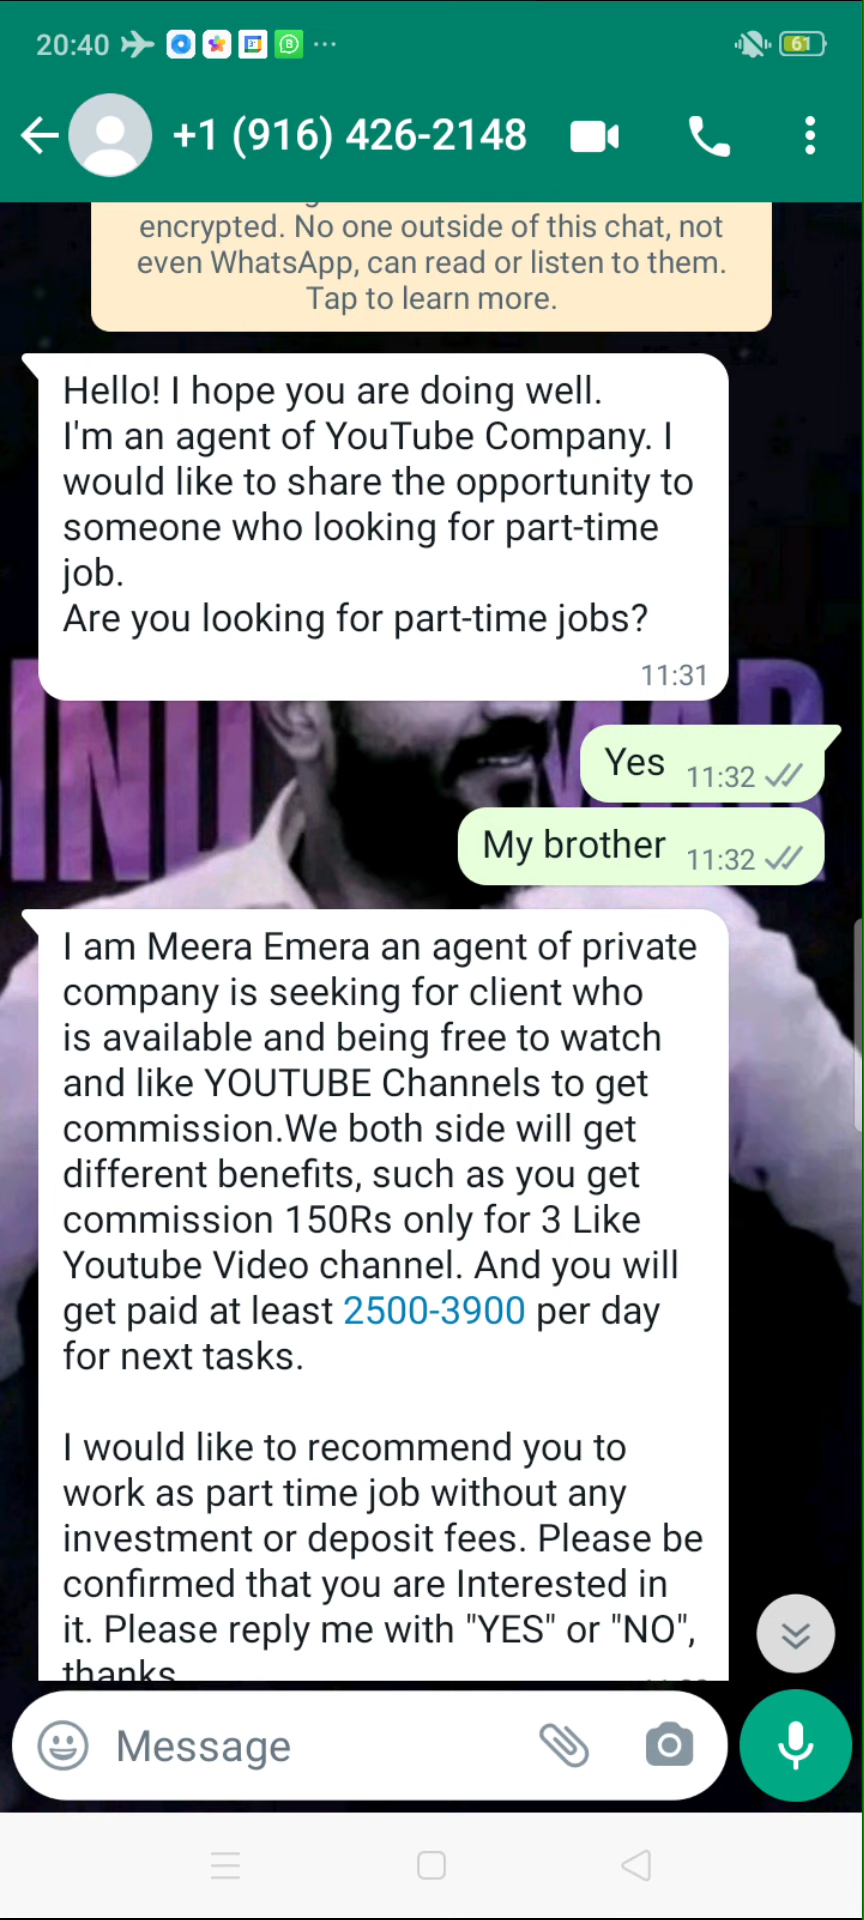 20:40
61
+1 (916) 426-2148
encrypted. No one outside of this chat, not
even WhatsApp, can read or listen to them.
Tap to learn more.
Hello! I hope you are doing well.
I'm an agent of YouTube Company. I
would like to share the opportunity to
someone who looking for part-time
job.
Are you looking for part-time jobs?
11:31
Yes 11:32
My brother 11:32
I am Meera Emera an agent of private
company is seeking for client who
is available and being free to watch
and like YOUTUBE Channels to get
commission.We both side will get
different benefits, such as you get
commission 150Rs only for 3 Like
Youtube Video channel. And you will
get paid at least 2500-3900 per day
for next tasks.
I would like to recommend you to
work as part time job without any
investment or deposit fees. Please be
confirmed that you are Interested in
it. Please reply me with "YES" or "NO",
thanks
Message